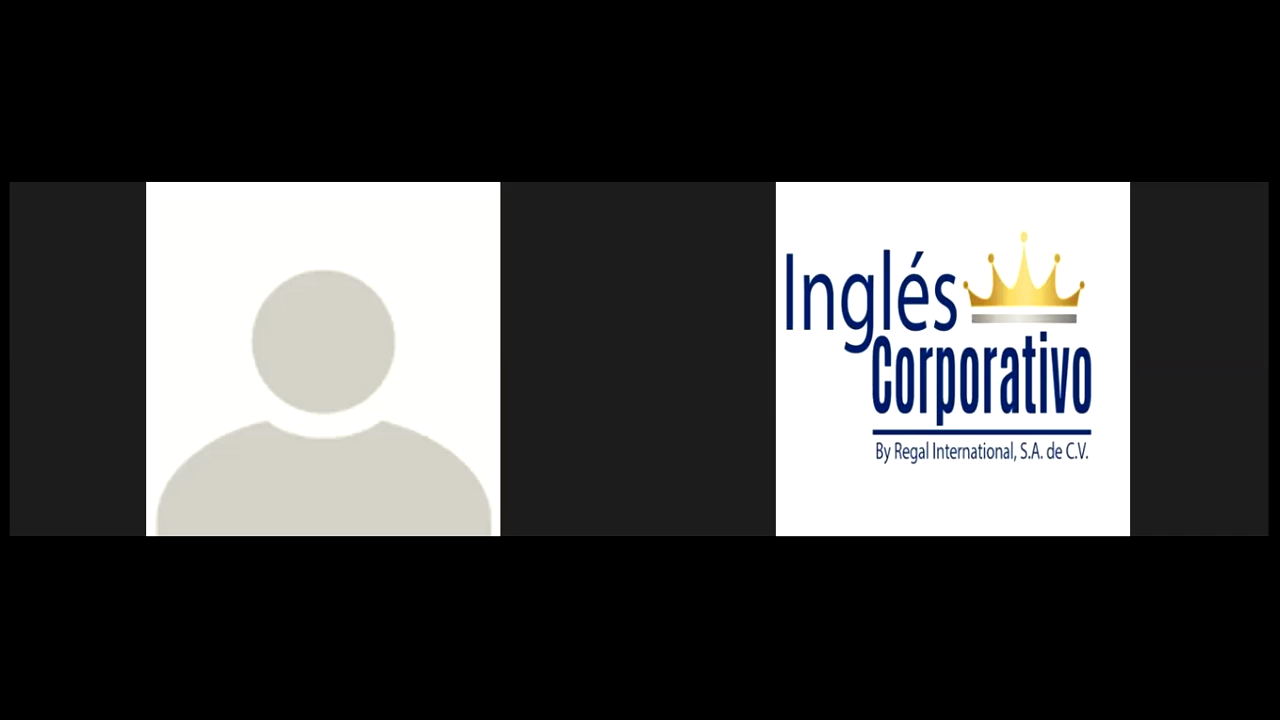 Inglés
Corporativo
By Regal International, S.A. de C.V.